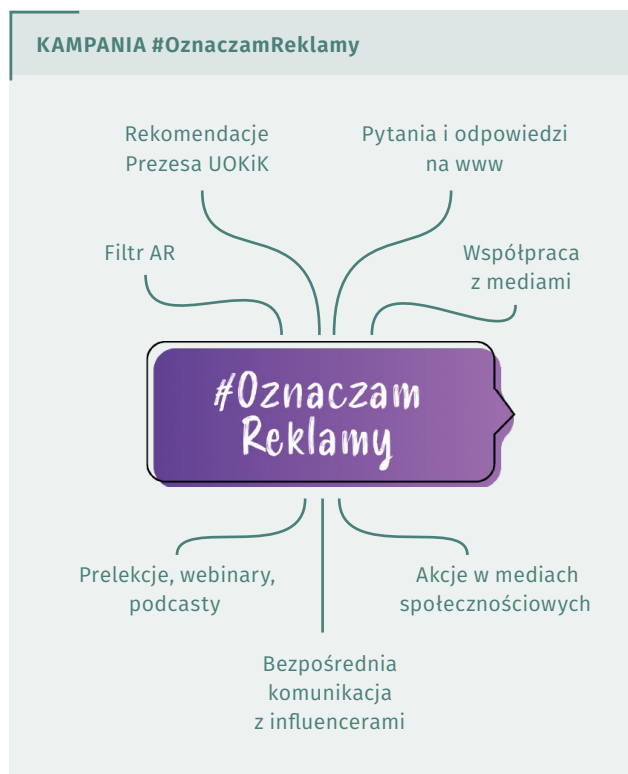 KAMPANIA #OznaczamReklamy
Rekomendacje
Prezesa UOKiK
Pytania i odpowiedzi
na www
Filtr AR
Współpraca
z mediami
#Oznaczam
Reklamy
Prelekcje, webinary,
podcasty
Akcje w mediach
społecznościowych
Bezpośrednia
komunikacja
z influencerami